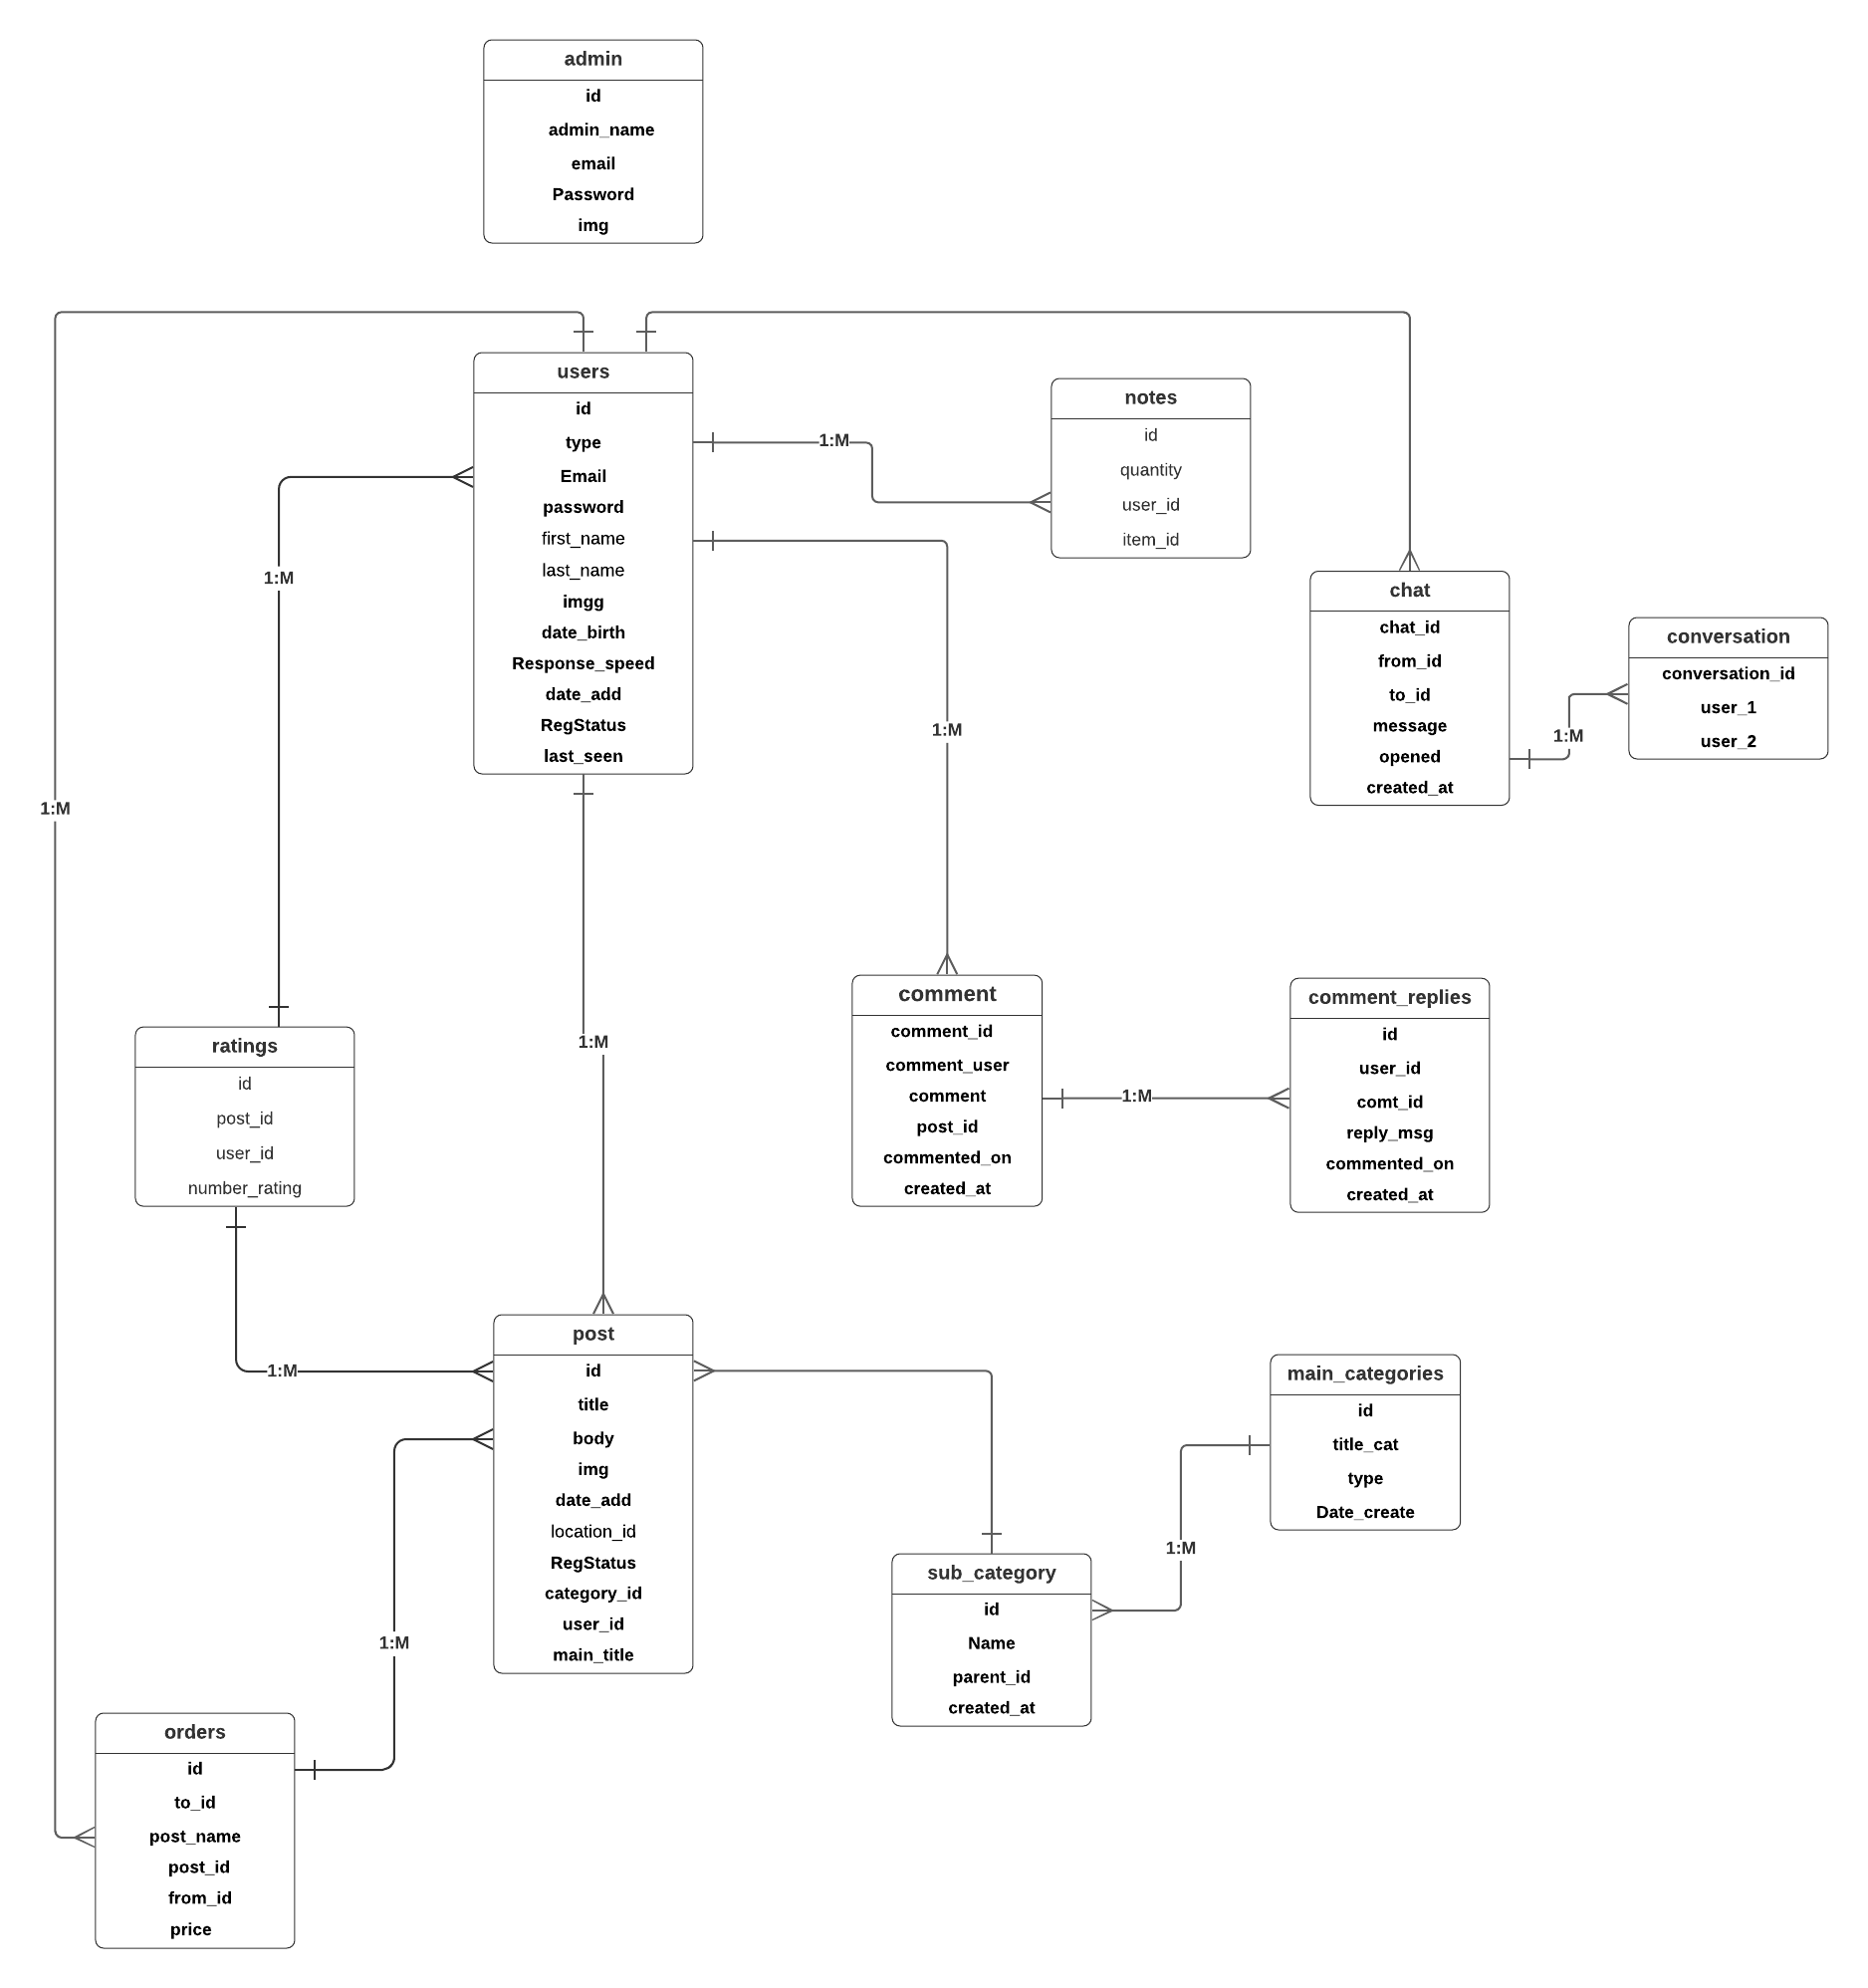 admin
id
admin_name
email
Password
img
users
id
type
Email
password
first_name
last_name
imgg
date_birth
Response_speed
date_add
RegStatus
last_seen
1:M
notes
id
quantity
user_id
item_id
chat
chat_id
from_id
to_id
message
opened
created_at
1:M
conversation
conversation_id
user_1
user_2
1:M
1:M
1:M
1:M
ratings
id
post_id
user_id
number_rating
comment
comment_id
comment_user
comment
post_id
commented_on
created_at
1:M
comment_replies
id
user_id
comt_id
reply_msg
commented_on
created_at
1:M
post
id
title
body
img
date_add
location_id
RegStatus
category_id
user_id
main_title
main_categories
id
title_cat
type
Date_create
1:M
sub_category
id
Name
parent_id
created_at
1:M
orders
id
to_id
post_name
post_id
from_id
price